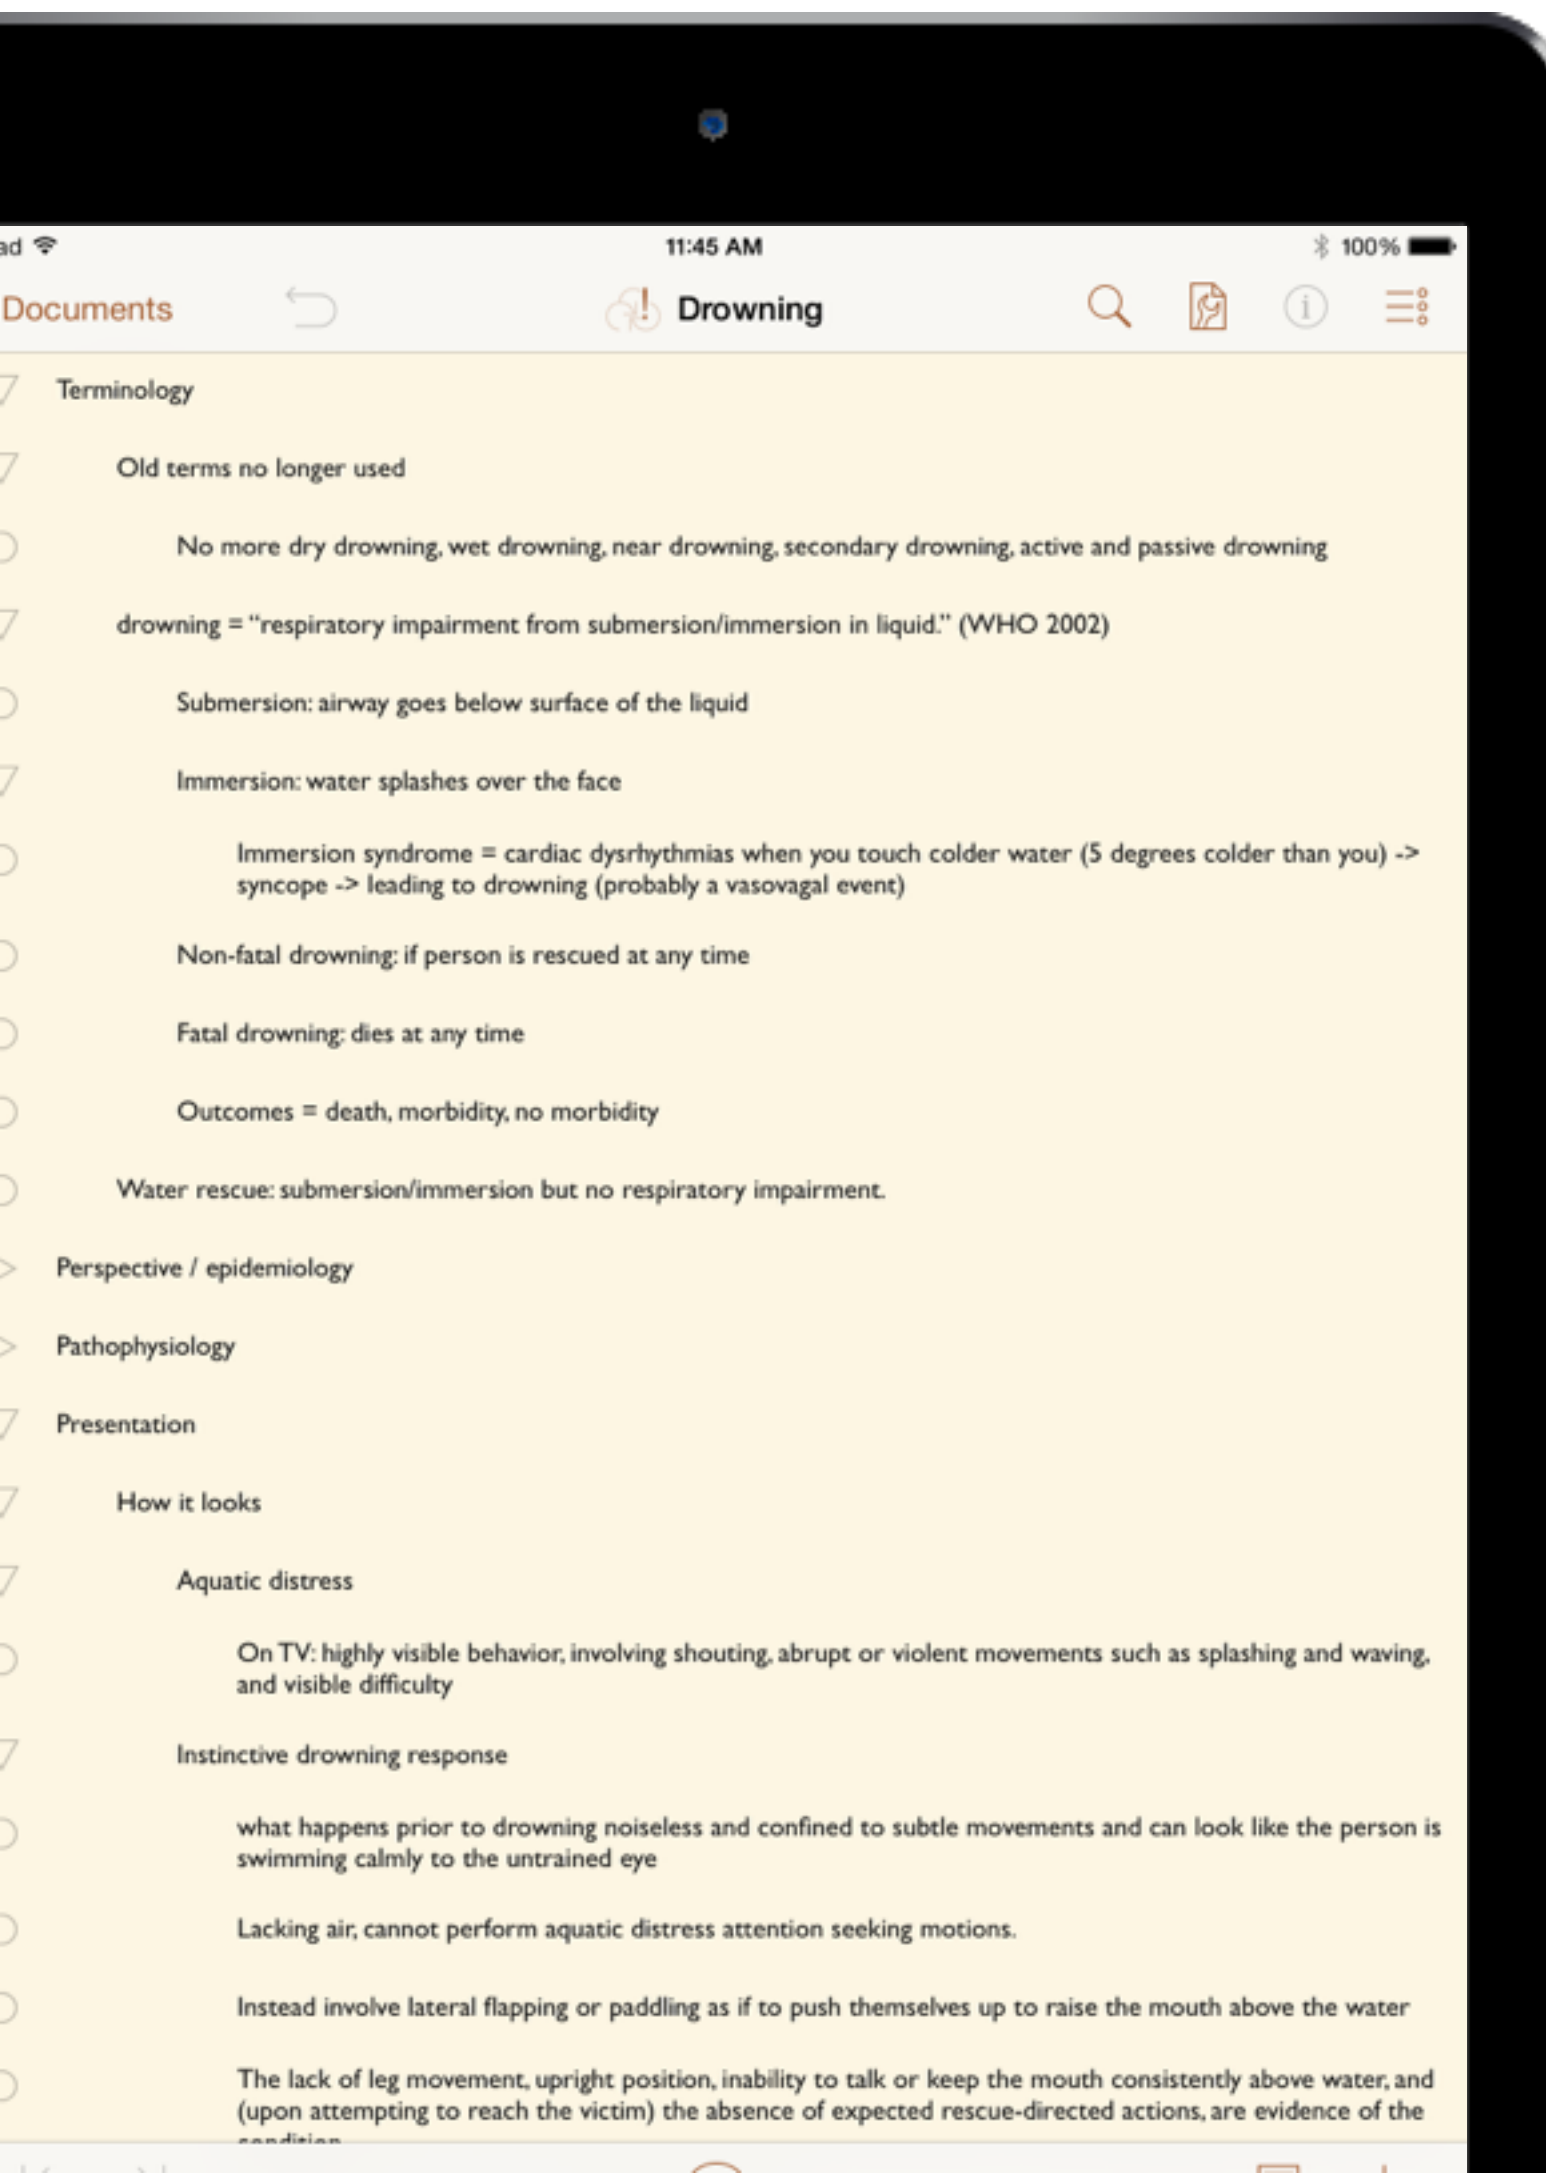 ad
11:45 AM
100%
Documents
Drowning
Terminology
Old terms no longer used
No more dry drowning, wet drowning, near drowning, secondary drowning, active and passive drowning
drowning = “respiratory impairment from submersion/immersion in liquid.” (WHO 2002)
Submersion: airway goes below surface of the liquid
Immersion: water splashes over the face
Immersion syndrome = cardiac dysrhythmias when you touch colder water (5 degrees colder than you) ->
syncope -> leading to drowning (probably a vasovagal event)
Non-fatal drowning: if person is rescued at any time
Fatal drowning: dies at any time
Outcomes = death, morbidity, no morbidity
Water rescue: submersion/immersion but no respiratory impairment.
Perspective / epidemiology
Pathophysiology
Presentation
How it looks
Aquatic distress
On TV: highly visible behavior, involving shouting, abrupt or violent movements such as splashing and waving,
and visible difficulty
Instinctive drowning response
what happens prior to drowning noiseless and confined to subtle movements and can look like the person is
swimming calmly to the untrained eye
Lacking air, cannot perform aquatic distress attention seeking motions.
Instead involve lateral flapping or paddling as if to push themselves up to raise the mouth above the water
The lack of leg movement, upright position, inability to talk or keep the mouth consistently above water, and
(upon attempting to reach the victim) the absence of expected rescue-directed actions, are evidence of the